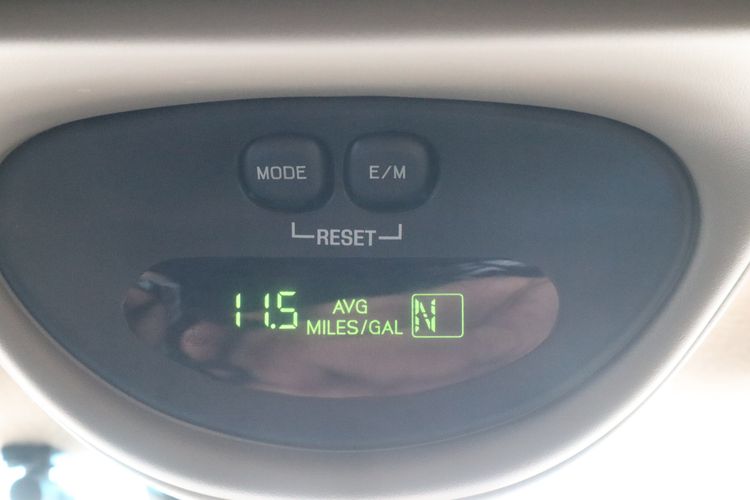 MODE E/M
RESET
11.5 AVG MILES/GAL N